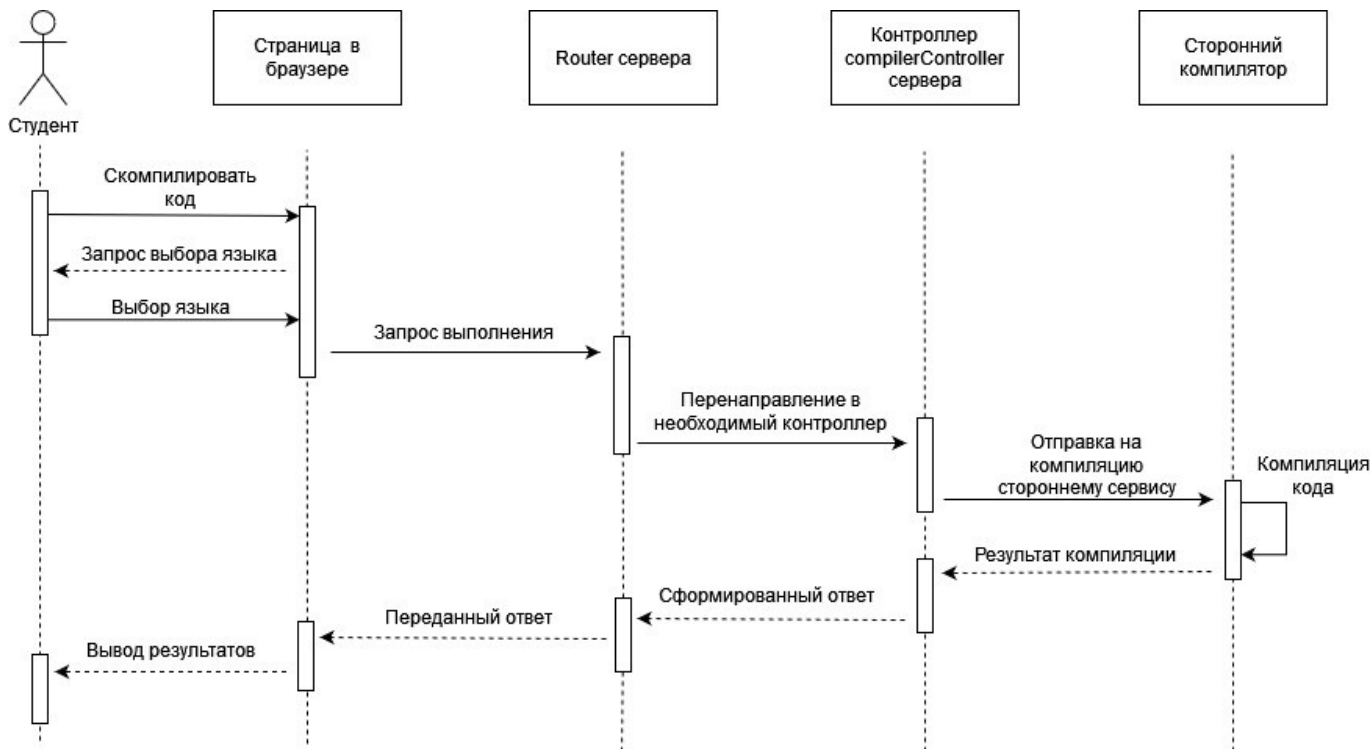 Студент
Страница в
браузере
Router сервера
Контроллер
compilerController
сервера
Сторонний
компилятор
Скомпилировать
код
Запрос выбора языка
Выбор языка
Запрос выполнения
Перенаправление в
необходимый контроллер
Отправка на
компиляцию
стороннему сервису
Компиляция
кода
Результат компиляции
Сформированный ответ
Переданный ответ
Вывод результатов